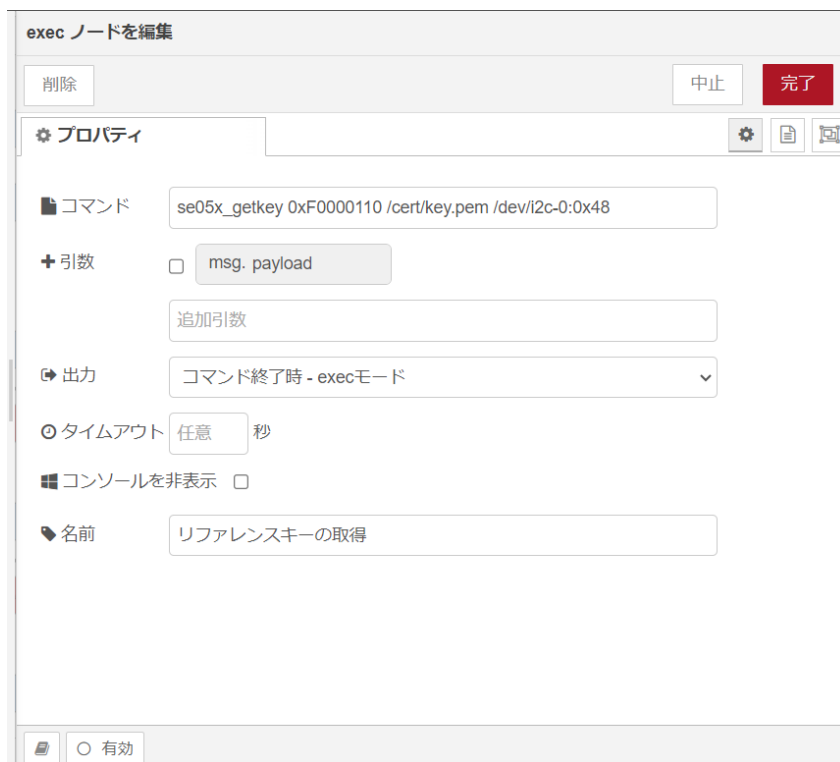 exec ノードを編集
削除
中止
完了
プロパティ
コマンド
se05x_getkey 0xF0000110 /cert/key.pem /dev/i2c-0:0x48
引数
msg. payload
追加引数
出力
コマンド終了時 - execモード
タイムアウト
任意
秒
コンソールを非表示
名前
リファレンスキーの取得
有効